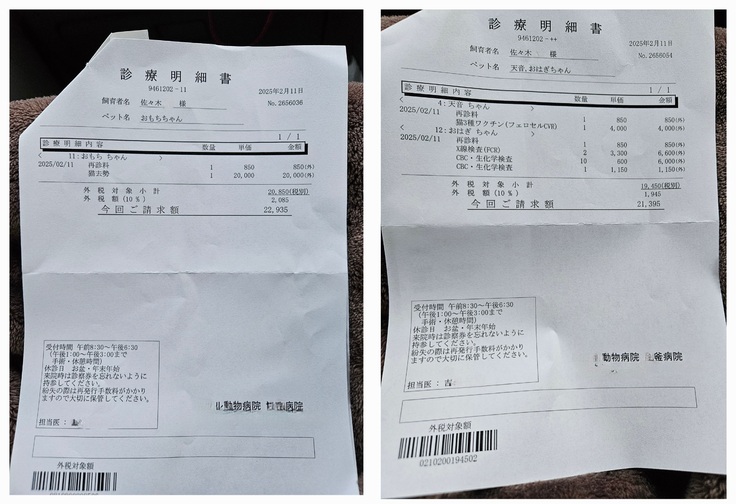 診療明細書
9461202-11
2025年2月11日
飼育者名 佐々木 様
No.2656036
ペット名 おもちちゃん
1 / 1
診療明細内容 数量 単価 金額
< 11:おもち ちゃん >
2025/02/11 再診料 1 850 850(外)
猫去勢 1 20,000 20,000(外)
外税対象小計 20,850(税別)
外税額(10%) 2,085
今回ご請求額 22,935
受付時間 午前8:30~午後6:30
(午後1:00~午後3:00まで
手術・休憩時間)
休診日 お盆・年末年始
来院時は診察券を忘れないように
持参してください。
紛失の際は再発行手数料がかかり
ますので大切に保管してください。
担当医:
動物病院 病院
外税対象額
診療明細書
9461202-++
2025年2月11日
飼育者名 佐々木 様
No.2656054
ペット名 天音,おはぎちゃん
1 / 1
診療明細内容 数量 単価 金額
< 4:天音 ちゃん >
2025/02/11 再診料 1 850 850(外)
猫3種ワクチン(フェロセルCVR) 1 4,000 4,000(外)
< 12:おはぎ ちゃん >
2025/02/11 再診料 1 850 850(外)
X線検査(FCR) 2 3,300 6,600(外)
CBC・生化学検査 10 600 6,000(外)
CBC・生化学検査 1 1,150 1,150(外)
外税対象小計 19,450(税別)
外税額(10%) 1,945
今回ご請求額 21,395
受付時間 午前8:30~午後6:30
(午後1:00~午後3:00まで
手術・休憩時間)
休診日 お盆・年末年始
来院時は診察券を忘れないように
持参してください。
紛失の際は再発行手数料がかかり
ますので大切に保管してください。
担当医:吉
動物病院 病院
外税対象額
0210200194502